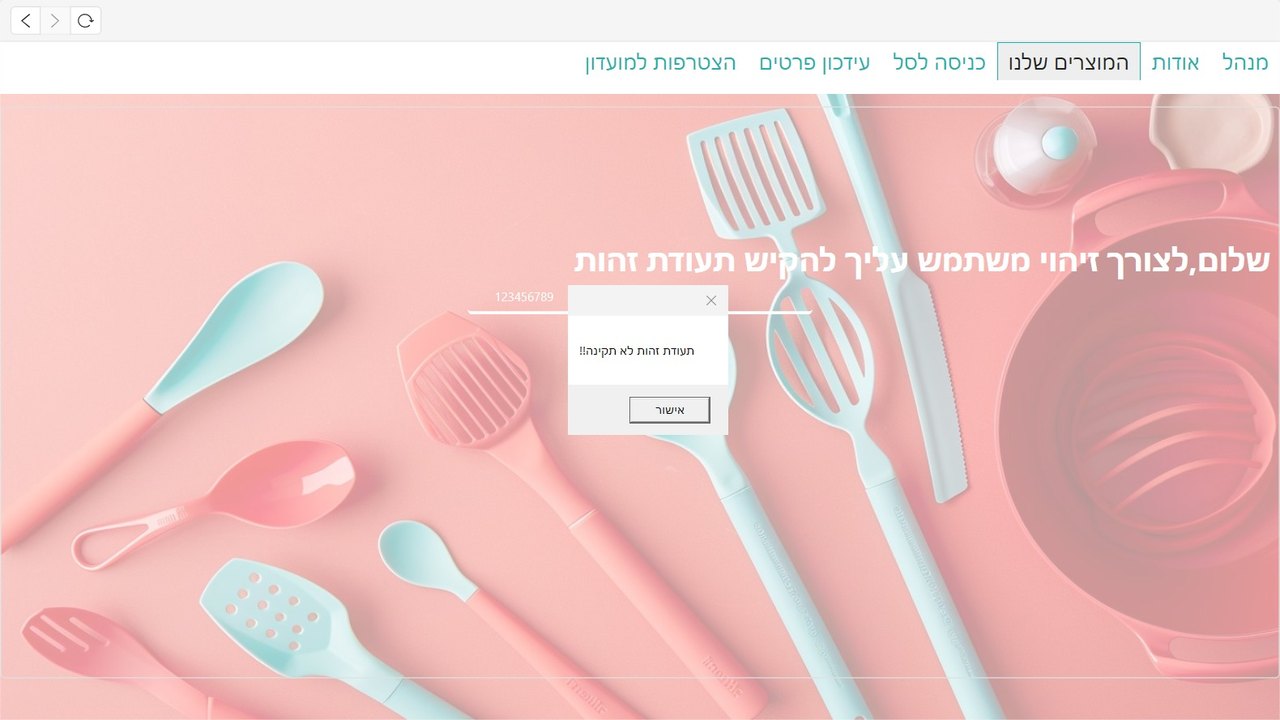 מנהל
אודות
המוצרים שלנו
כניסה לסל
עידכון פרטים
הצטרפות למועדון
שלום,לצורך זיהוי משתמש עליך להקיש תעודת זהות
123456789
תעודת זהות לא תקינה!!
אישור